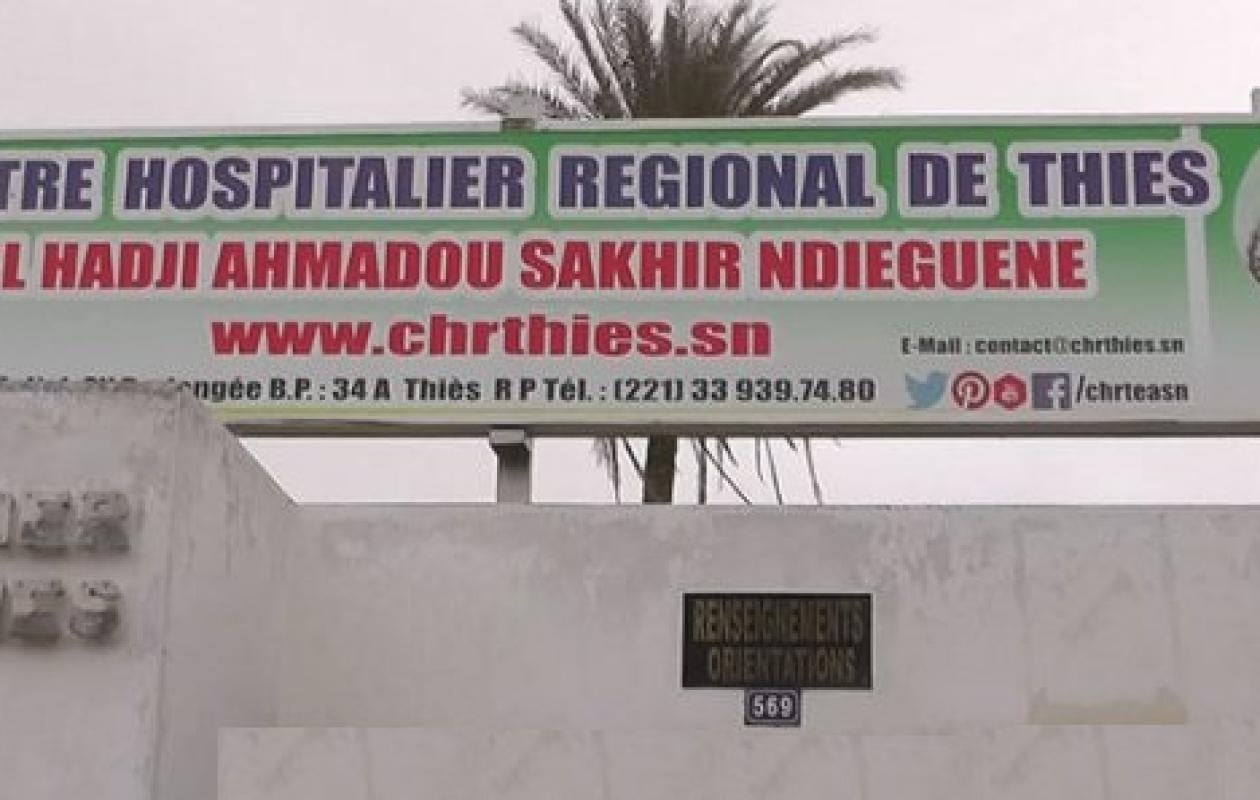 TRE HOSPITALIER REGIONAL DE THIES
L HADJI AHMADOU SAKHIR NDIEGUENE
www.chrthies.sn
E-Mail : contact@chrthies.sn
ngée B.P. : 34 A Thiès R P Tél. : (221) 33 939.74.80
/chrteasn
RENSEIGNEMENTS
ORIENTATIONS
569